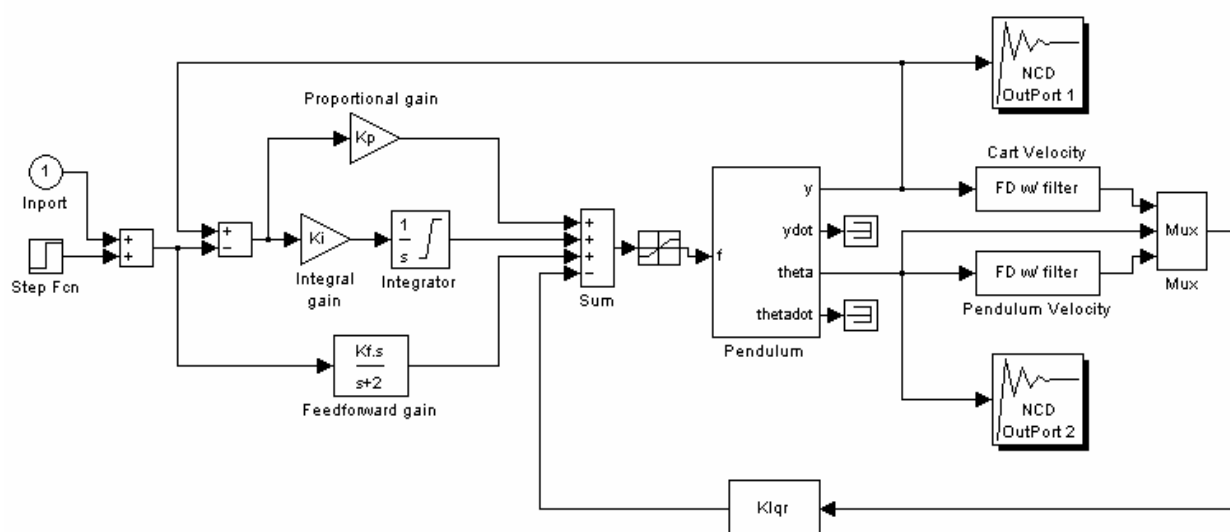 NCD
OutPort 1
Proportional gain
Kp
1
Inport
Cart Velocity
y
FD w/ filter
+
+
+
−
Ki
1
s
+
+
+
−
ydot
f
theta
Mux
Step Fcn
Integral
gain
Integrator
Sum
FD w/ filter
Mux
Pendulum Velocity
thetadot
Pendulum
Kf.s
s+2
Feedforward gain
NCD
OutPort 2
Klqr